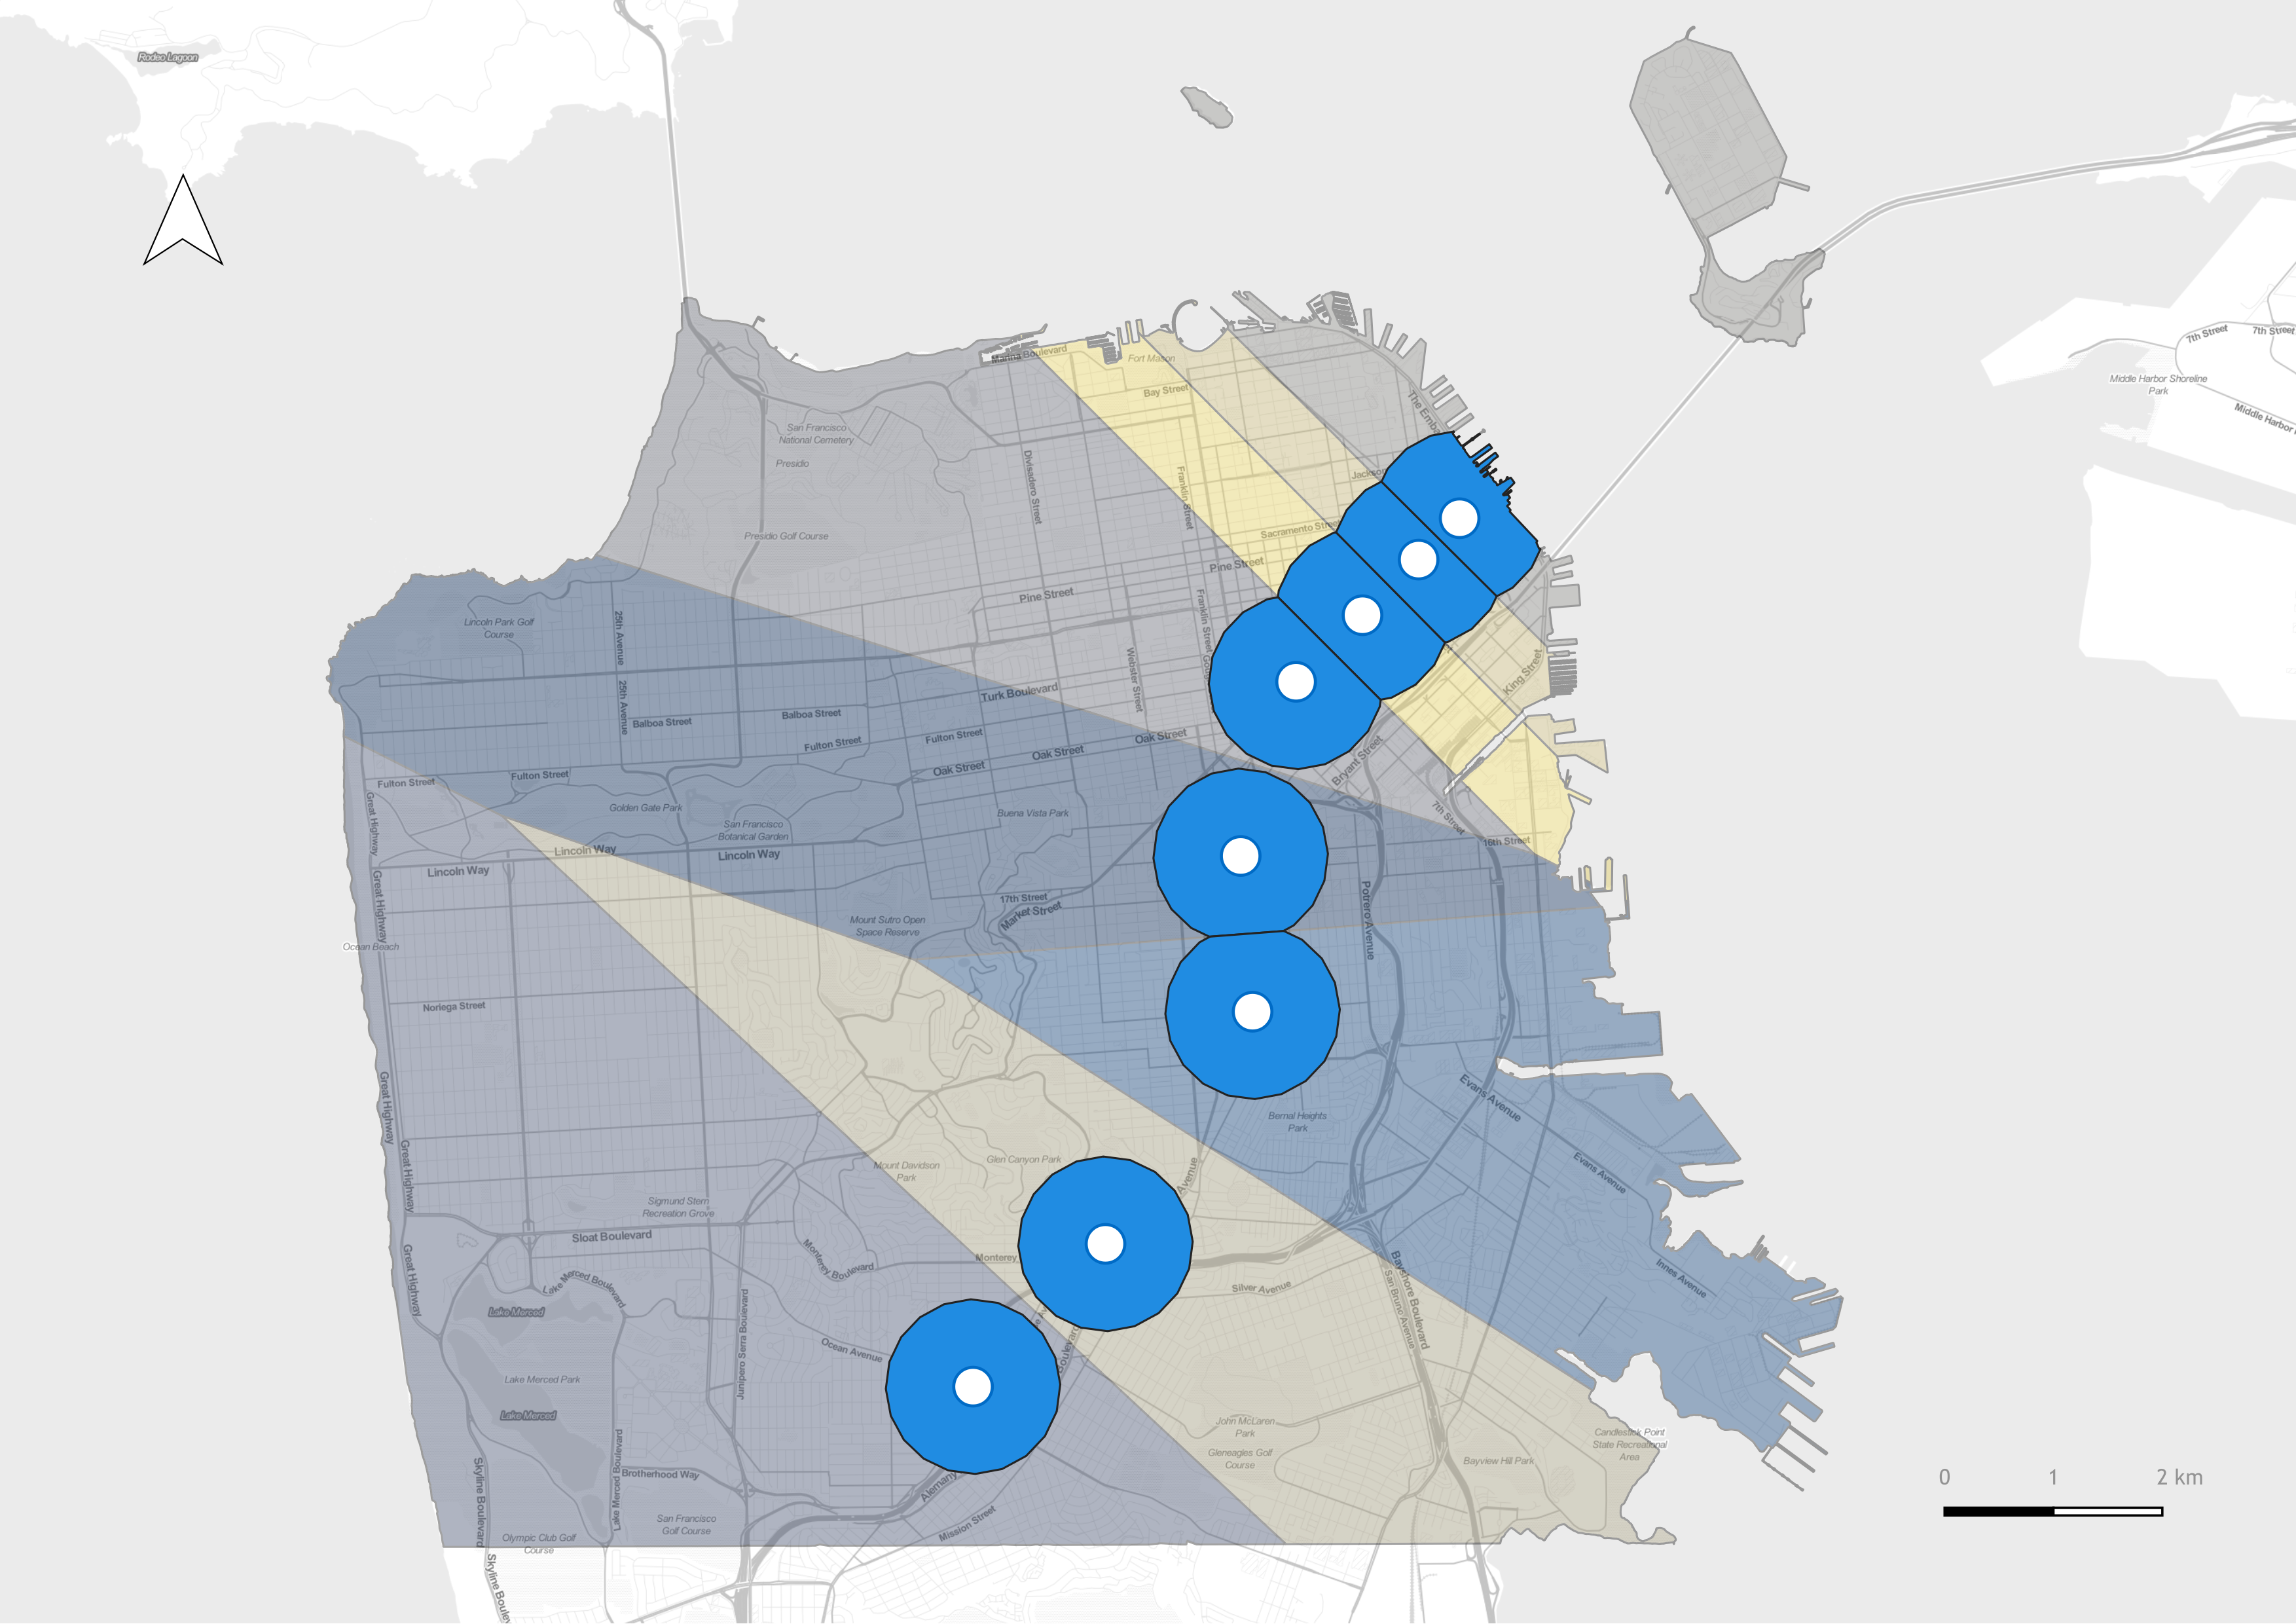 Rodeo Lagoon
7th Street
7th Street
Middle Harbor Shoreline
Park
Middle Harbor
Marina Boulevard
Fort Mason
Bay Street
The Emba
San Francisco
National Cemetery
Presidio
Divisadero Street
Franklin Street
Jackson
Sacramento Street
Presidio Golf Course
Pine Street
Pine Street
Franklin Street
Lincoln Park Golf
Course
25th Avenue
25th Avenue
Webster Street
King Street
Turk Boulevard
Balboa Street
Balboa Street
Fulton Street
Fulton Street
Oak Street
Oak Street
Oak Street
Bryant Street
Fulton Street
Fulton Street
Golden Gate Park
San Francisco
Botanical Garden
Buena Vista Park
7th Street
16th Street
Great Highway
Lincoln Way
Lincoln Way
Lincoln Way
Great Highway
17th Street
Market Street
Mount Sutro Open
Space Reserve
Potrero Avenue
Ocean Beach
Noriega Street
Great Highway
Evans Avenue
Bernal Heights
Park
Great Highway
Mount Davidson
Park
Glen Canyon Park
Avenue
Evans Avenue
Sigmund Stern
Recreation Grove
Sloat Boulevard
Great Highway
Monterey Boulevard
Monterey
Lake Merced Boulevard
Silver Avenue
Bayshore Boulevard
San Bruno Avenue
Innes Avenue
Lake Merced
Junipero Serra Boulevard
Ocean Avenue
Boulevard
Lake Merced Park
Lake Merced
John McLaren
Park
Gleneagles Golf
Course
Bayview Hill Park
Candlestick Point
State Recreational
Area
Skyline Boulevard
Lake Merced Boulevard
Brotherhood Way
Alemany
San Francisco
Golf Course
Mission Street
Olympic Club Golf
Course
Skyline Boulev
0 1 2 km